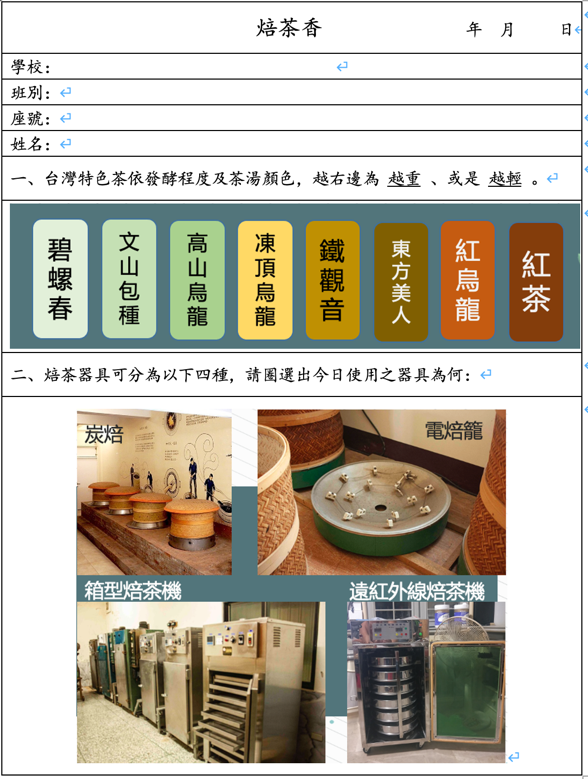 焙茶香
年 月 日
學校：
班別：
座號：
姓名：
一、台灣特色茶依發酵程度及茶湯顏色，越右邊為 越重 、或是 越輕 。
碧螺春
文山包種
高山烏龍
凍頂烏龍
鐵觀音
東方美人
紅烏龍
紅茶
二、焙茶器具可分為以下四種，請圈選出今日使用之器具為何：
炭焙
電焙籠
箱型焙茶機
遠紅外線焙茶機